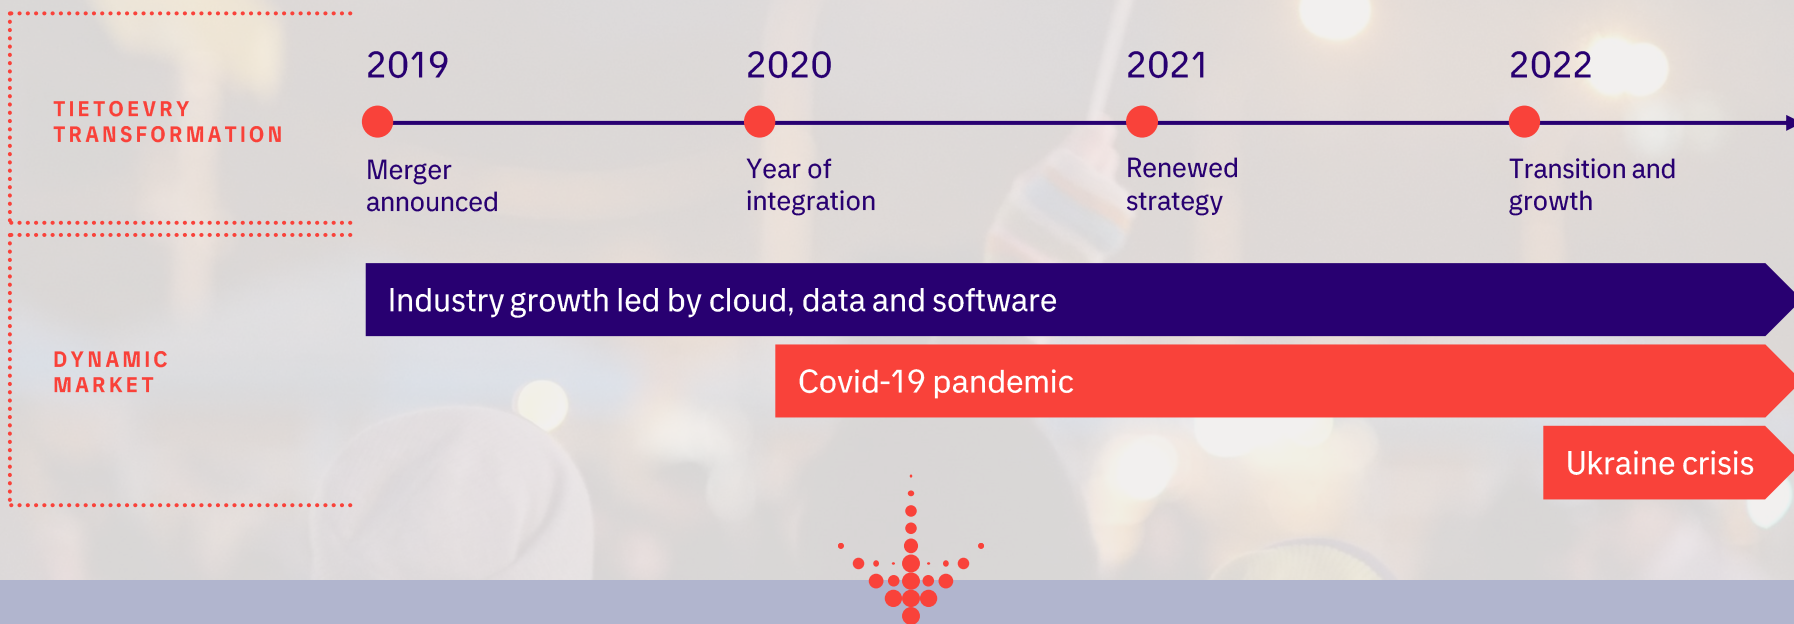 TIETOEVRY
TRANSFORMATION
2019
Merger
announced
2020
Year of
integration
2021
Renewed
strategy
2022
Transition and
growth
DYNAMIC
MARKET
Industry growth led by cloud, data and software
Covid-19 pandemic
Ukraine crisis